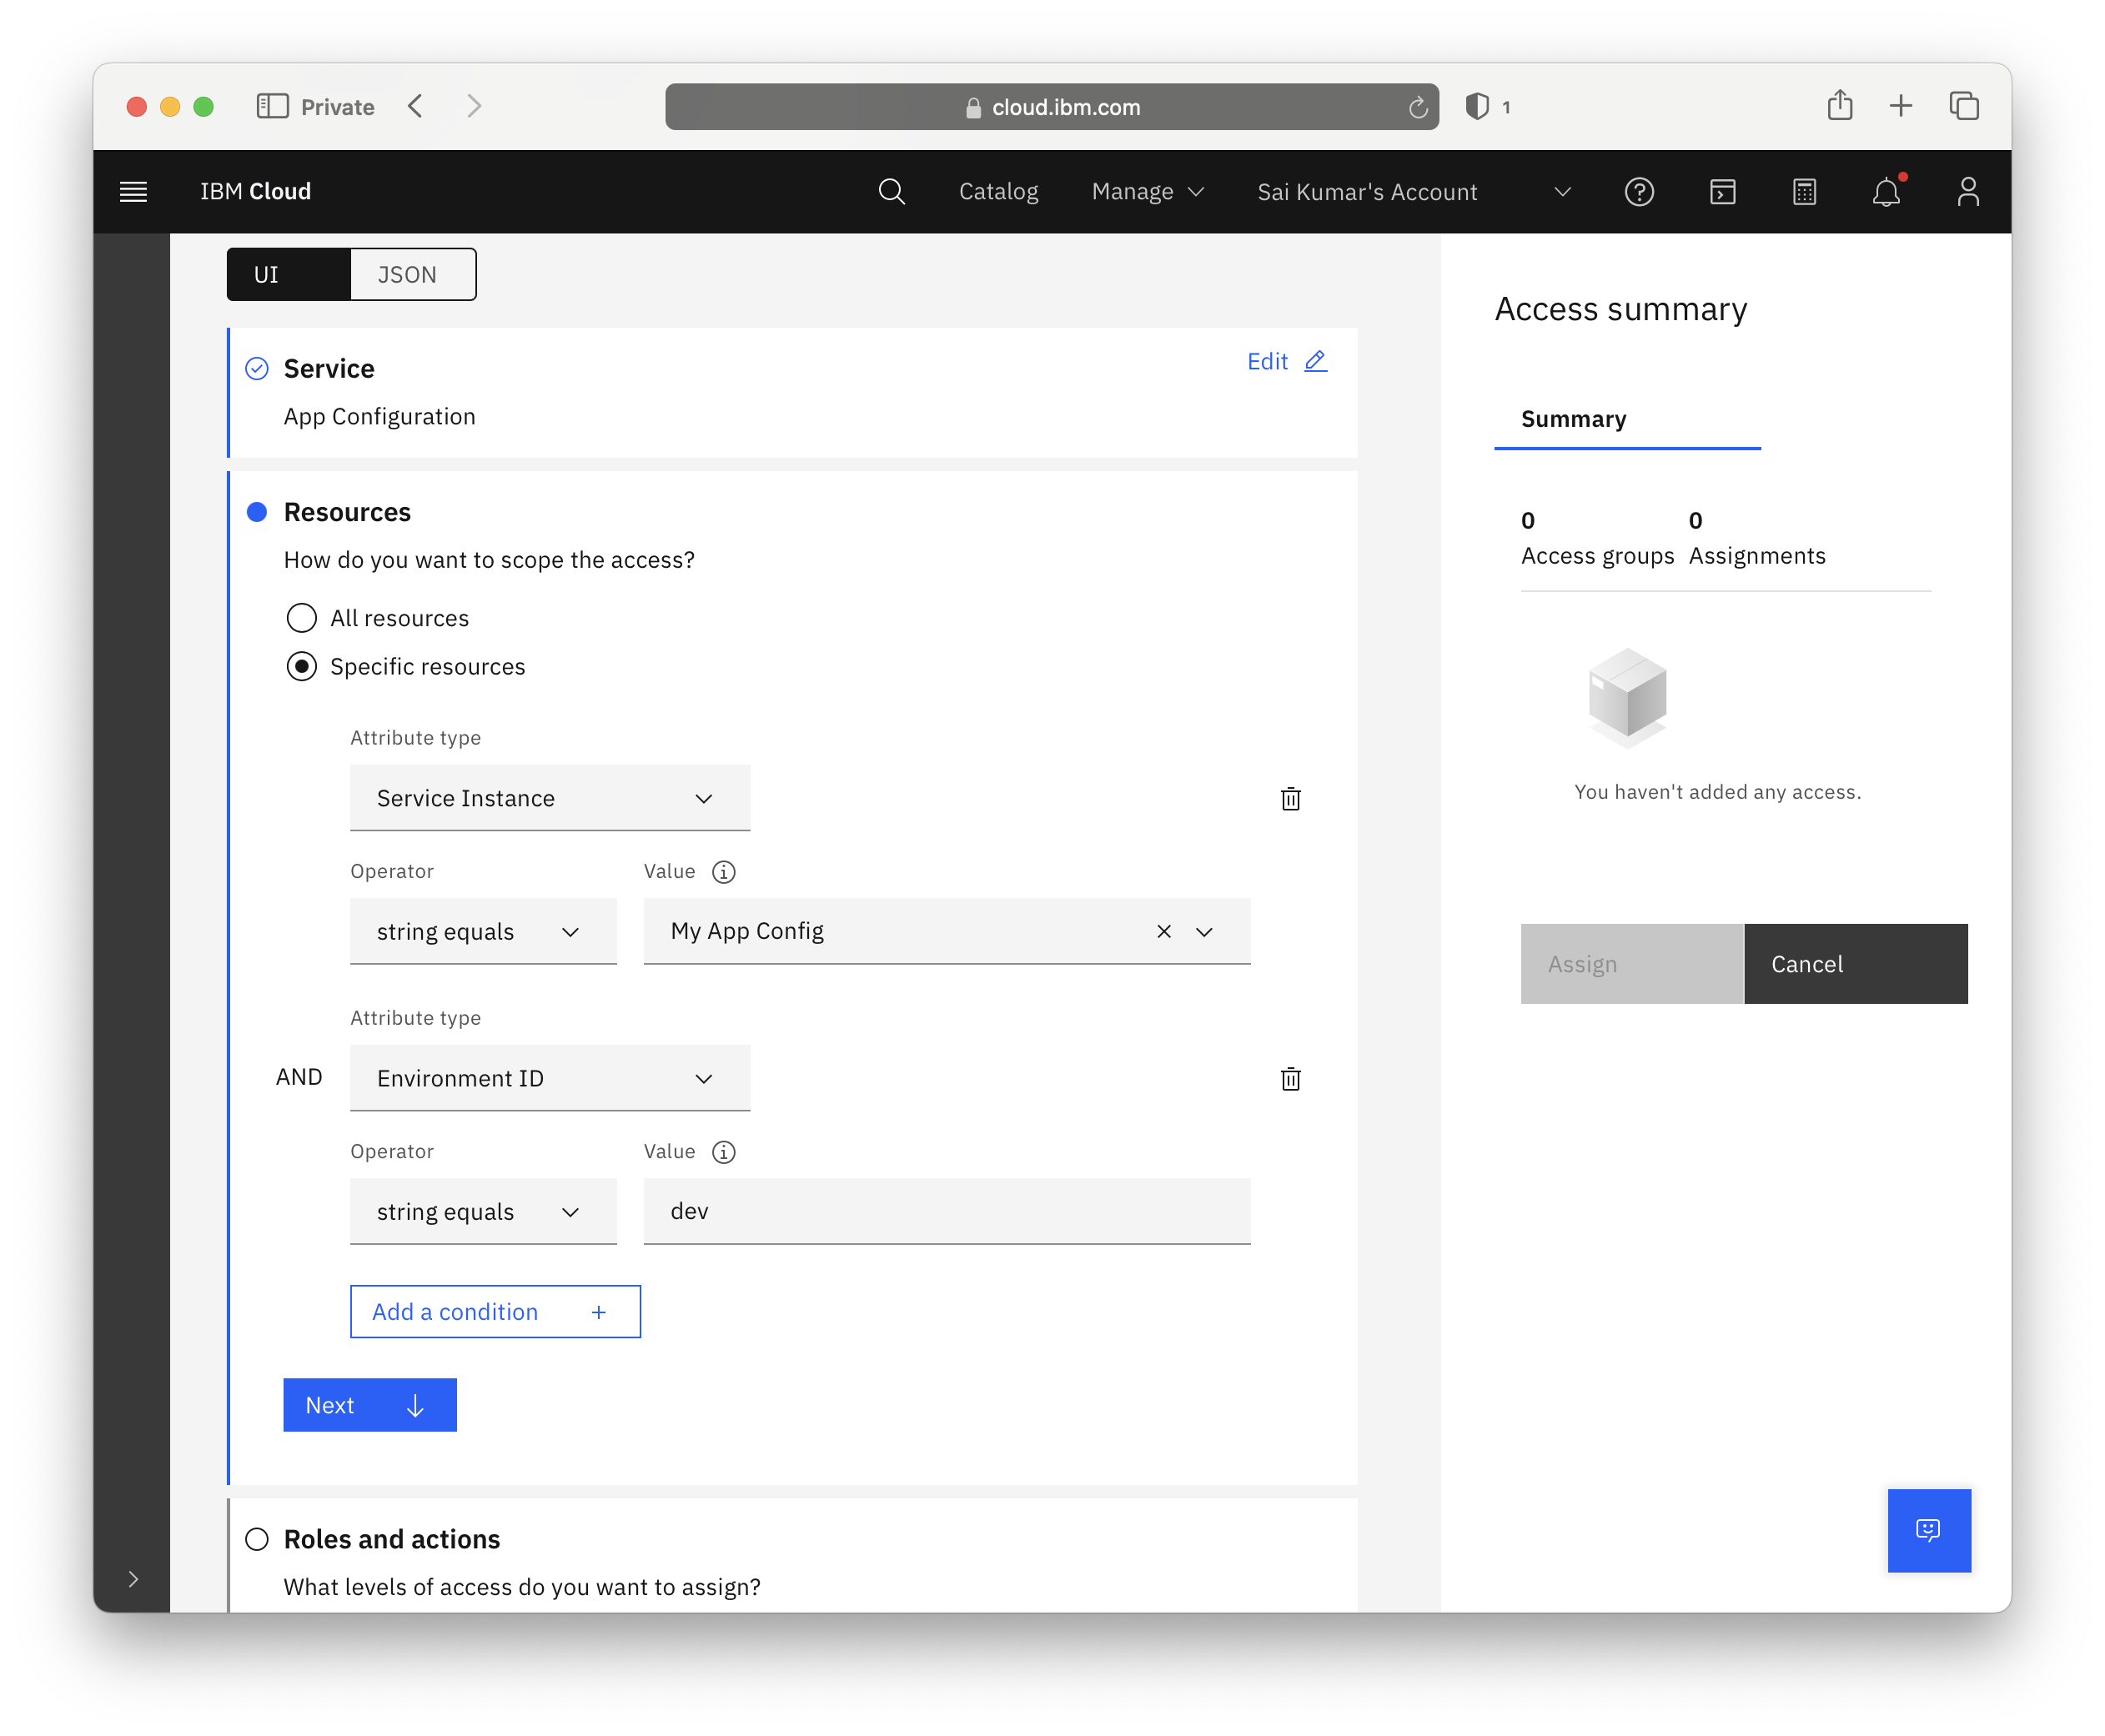 Private
cloud.ibm.com
1
IBM Cloud
Catalog
Manage
Sai Kumar's Account
UI
JSON
Service
Edit
App Configuration
Resources
How do you want to scope the access?
All resources
Specific resources
Attribute type
Service Instance
Operator
Value
string equals
My App Config
Attribute type
AND
Environment ID
Operator
Value
string equals
dev
Add a condition +
Next
Roles and actions
What levels of access do you want to assign?
Access summary
Summary
0
Access groups
0
Assignments
You haven't added any access.
Assign
Cancel